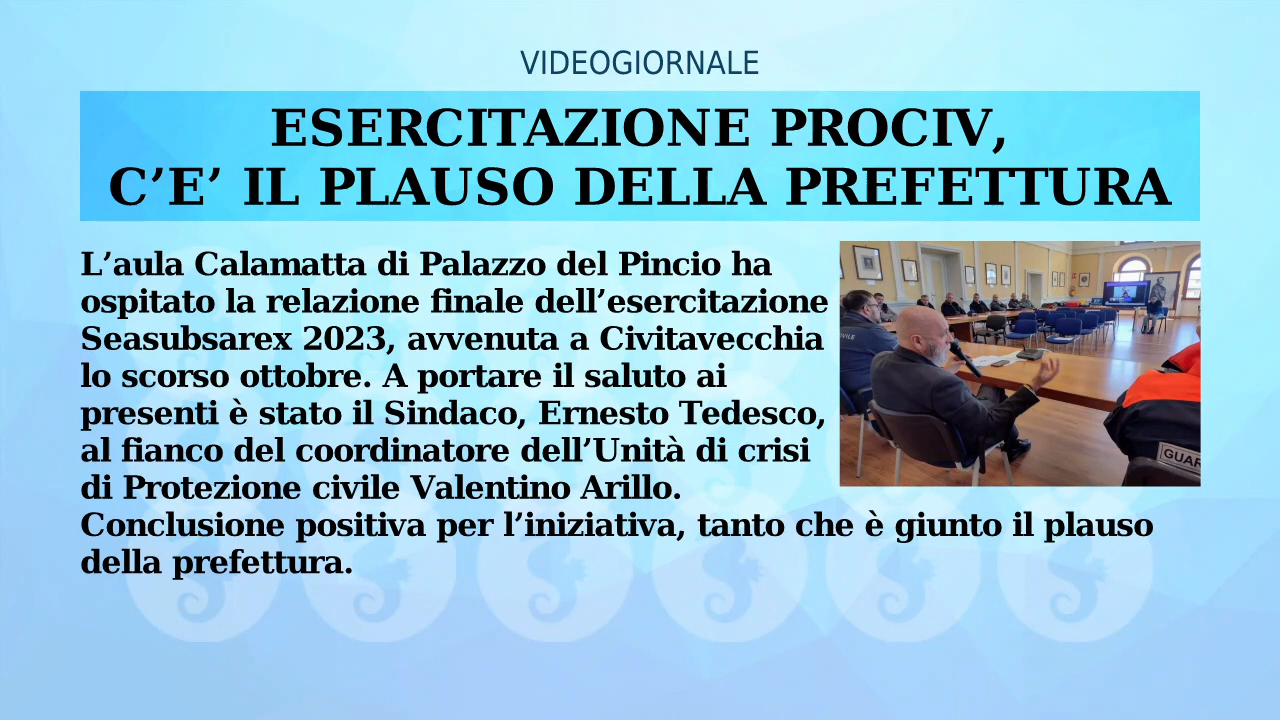 VIDEOGIORNALE
ESERCITAZIONE PROCIV,
C’E’ IL PLAUSO DELLA PREFETTURA
L’aula Calamatta di Palazzo del Pincio ha
ospitato la relazione finale dell’esercitazione
Seasubsarex 2023, avvenuta a Civitavecchia
lo scorso ottobre. A portare il saluto ai
presenti è stato il Sindaco, Ernesto Tedesco,
al fianco del coordinatore dell’Unità di crisi
di Protezione civile Valentino Arillo.
Conclusione positiva per l’iniziativa, tanto che è giunto il plauso
della prefettura.
CIVILE
GUAR